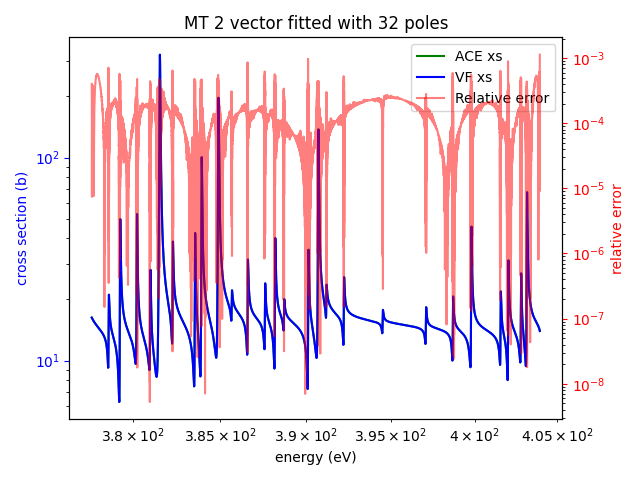 MT 2 vector fitted with 32 poles
ACE xs
VF xs
Relative error
cross section (b)
10²
10¹
relative error
10⁻³
10⁻⁴
10⁻⁵
10⁻⁶
10⁻⁷
10⁻⁸
3.8 × 10² 3.85 × 10² 3.9 × 10² 3.95 × 10² 4 × 10² 4.05 × 10²
energy (eV)